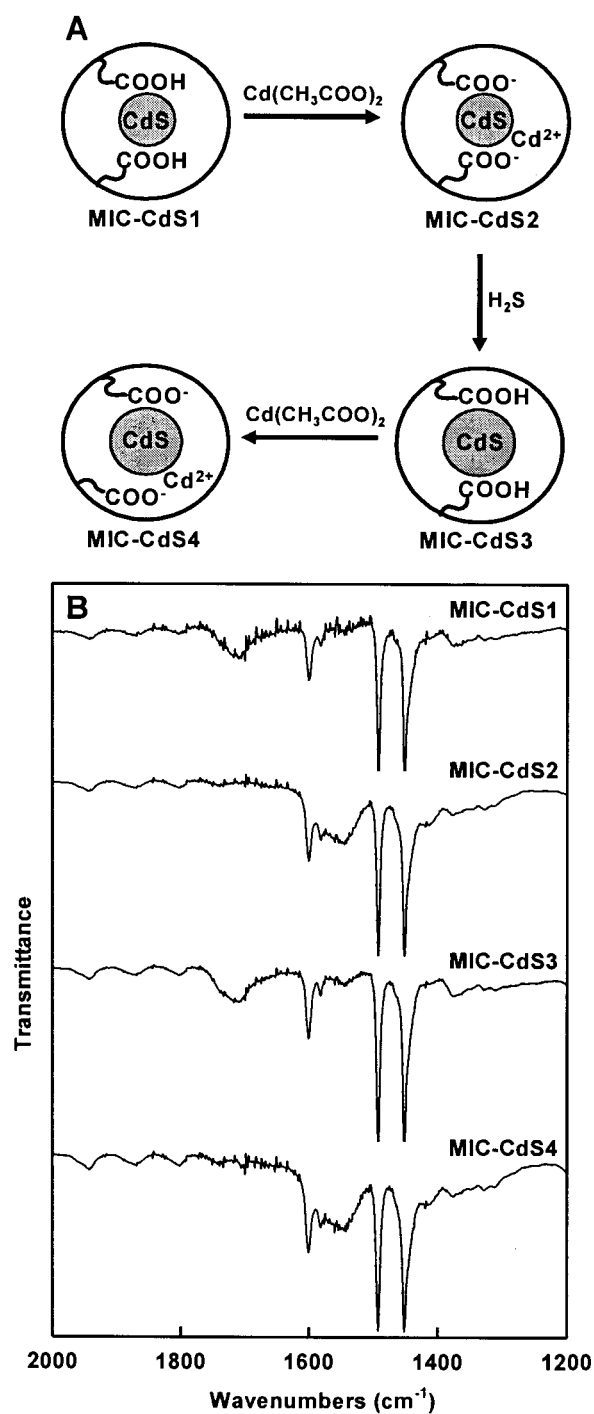 A
COOH
CdS
COOH
MIC-CdS1
Cd(CH₃COO)₂
COO⁻
CdS
Cd²⁺
COO⁻
MIC-CdS2
H₂S
COO⁻
CdS
Cd²⁺
COO⁻
MIC-CdS4
Cd(CH₃COO)₂
COOH
CdS
COOH
MIC-CdS3
B
MIC-CdS1
MIC-CdS2
MIC-CdS3
MIC-CdS4
Transmittance
2000 1800 1600 1400 1200
Wavenumbers (cm⁻¹)